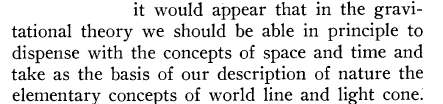 it would appear that in the gravi-
tational theory we should be able in principle to
dispense with the concepts of space and time and
take as the basis of our description of nature the
elementary concepts of world line and light cone.